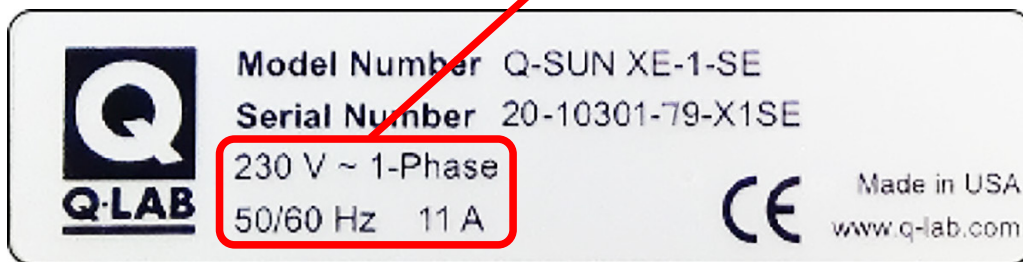 Q
Q-LAB
Model Number Q-SUN XE-1-SE
Serial Number 20-10301-79-X1SE
230 V ~ 1-Phase
50/60 Hz 11 A
CE
Made in USA
www.q-lab.com